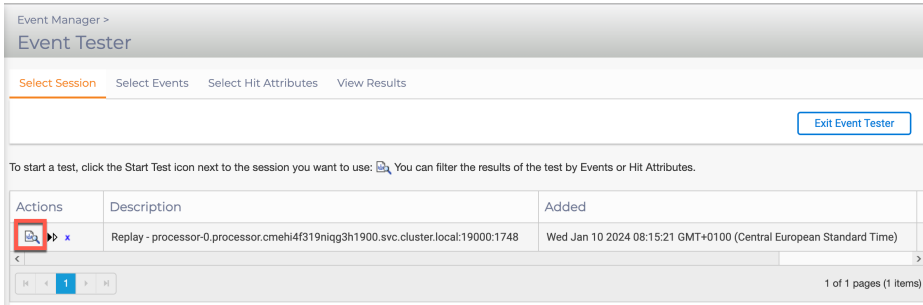 Event Manager >
Event Tester
Select Session Select Events Select Hit Attributes View Results
Exit Event Tester
To start a test, click the Start Test icon next to the session you want to use: You can filter the results of the test by Events or Hit Attributes.
Actions Description Added
x Replay - processor-0.processor.cmehi4f319niqg3h1900.svc.cluster.local:19000:1748 Wed Jan 10 2024 08:15:21 GMT+0100 (Central European Standard Time)
1 1 of 1 pages (1 items)